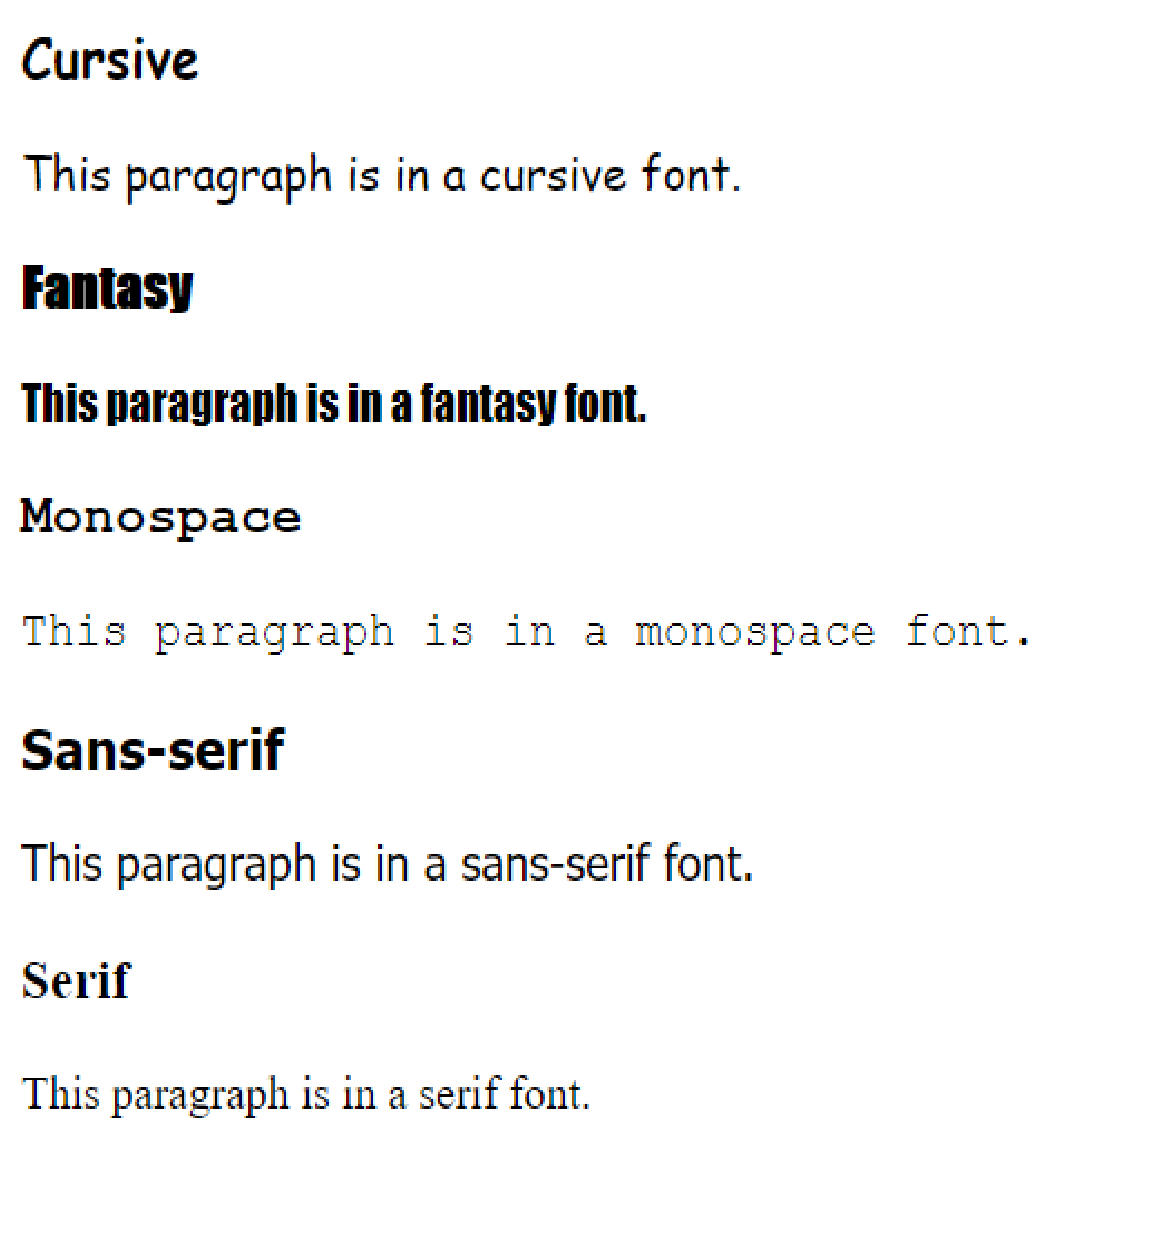 Cursive
This paragraph is in a cursive font.
Fantasy
This paragraph is in a fantasy font.
Monospace
This paragraph is in a monospace font.
Sans-serif
This paragraph is in a sans-serif font.
Serif
This paragraph is in a serif font.